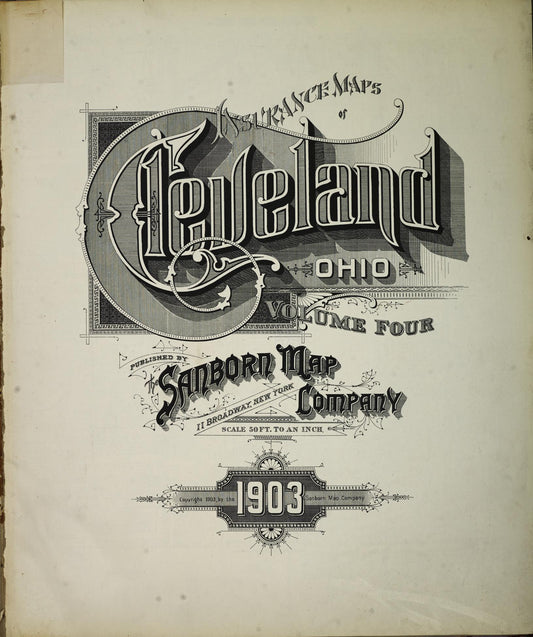 INSURANCE MAPS
of
Cleveland
OHIO
VOLUME FOUR
PUBLISHED BY
The
SANBORN MAP
COMPANY
11 BROADWAY, NEW YORK
SCALE 50 FT. TO AN INCH.
Copyright 1903 by the 1903 Sanborn Map Company